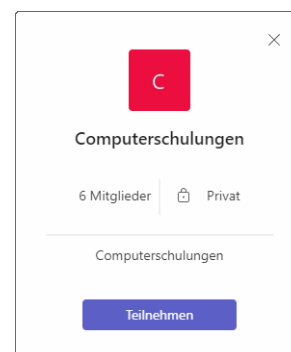 C
Computerschulungen
6 Mitglieder Privat
Computerschulungen
Teilnehmen